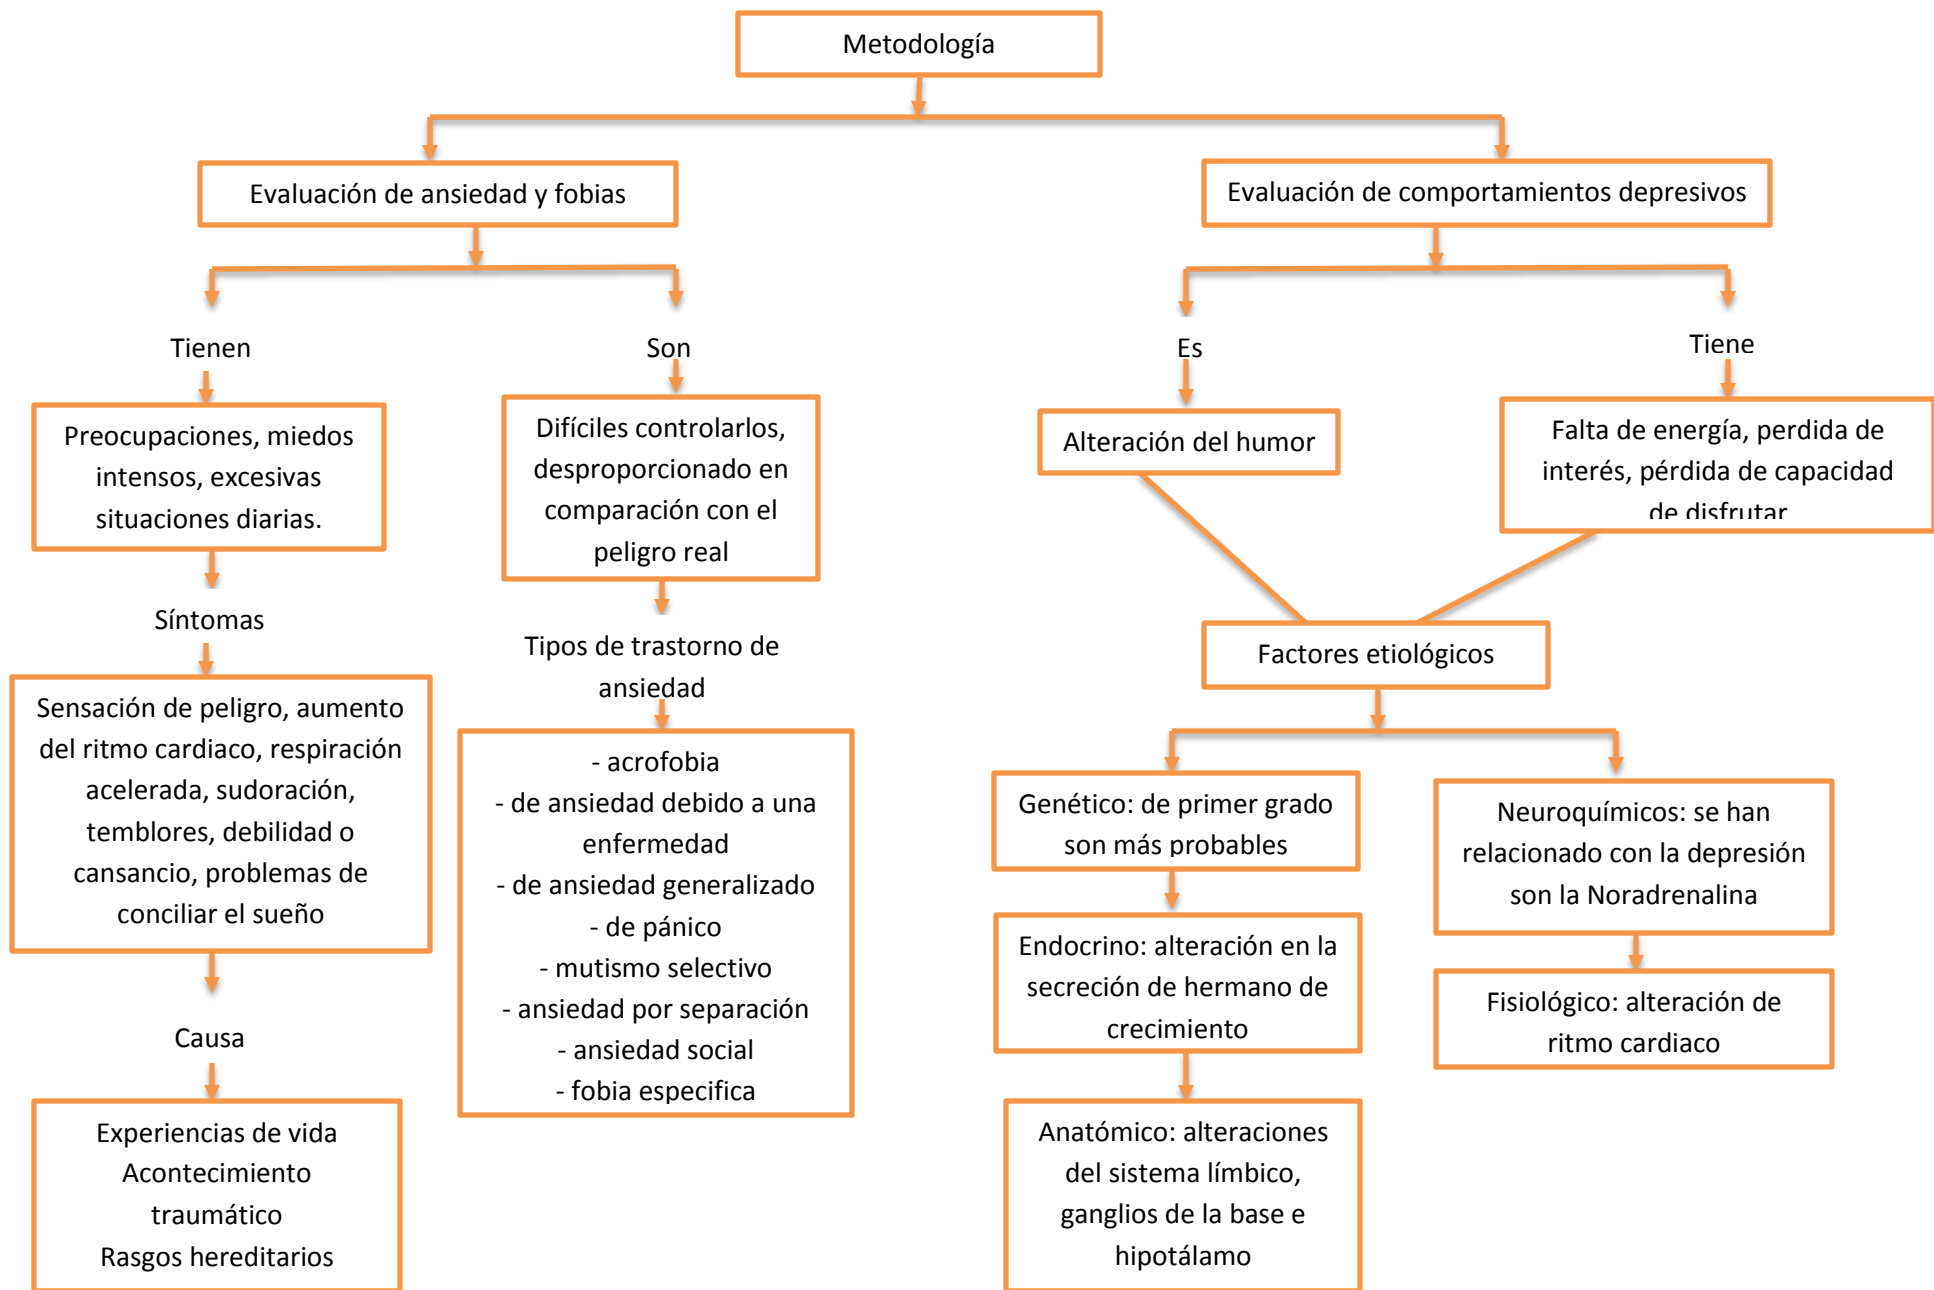 Metodología
Evaluación de ansiedad y fobias
Evaluación de comportamientos depresivos
Tienen
Son
Es
Tiene
Preocupaciones, miedos
intensos, excesivas
situaciones diarias.
Difíciles controlarlos,
desproporcionado en
comparación con el
peligro real
Alteración del humor
Falta de energía, perdida de
interés, pérdida de capacidad
de disfrutar
Síntomas
Tipos de trastorno de
ansiedad
Factores etiológicos
Sensación de peligro, aumento
del ritmo cardiaco, respiración
acelerada, sudoración,
temblores, debilidad o
cansancio, problemas de
conciliar el sueño
- acrofobia
- de ansiedad debido a una
enfermedad
- de ansiedad generalizado
- de pánico
- mutismo selectivo
- ansiedad por separación
- ansiedad social
- fobia especifica
Genético: de primer grado
son más probables
Neuroquímicos: se han
relacionado con la depresión
son la Noradrenalina
Endocrino: alteración en la
secreción de hermano de
crecimiento
Fisiológico: alteración de
ritmo cardiaco
Causa
Experiencias de vida
Acontecimiento
traumático
Rasgos hereditarios
Anatómico: alteraciones
del sistema límbico,
ganglios de la base e
hipotálamo